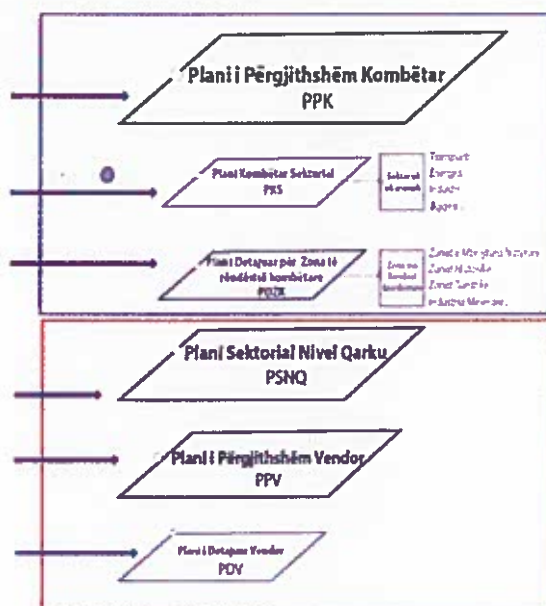 Plani i Përgjithshëm Kombëtar
PPK
Plani Kombëtar Sektorial
PKS
Transport
Energji
Plani Detajuar për Zona të
rëndësisë kombëtare
PDZK
Plani Sektorial Nivel Qarku
PSNQ
Plani i Përgjithshëm Vendor
PPV
Plani i Detajuar Vendor
PDV